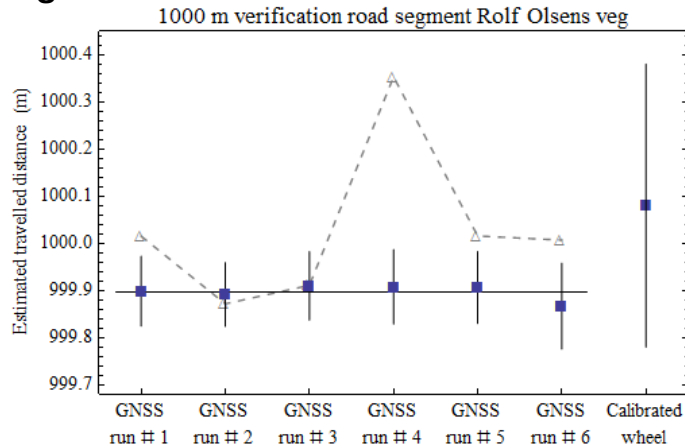 1000 m verification road segment Rolf Olsens veg
Estimated travelled distance (m)
1000.4
1000.3
1000.2
1000.1
1000.0
999.9
999.8
999.7
GNSS GNSS GNSS GNSS GNSS GNSS Calibrated
run # 1 run # 2 run # 3 run # 4 run # 5 run # 6 wheel